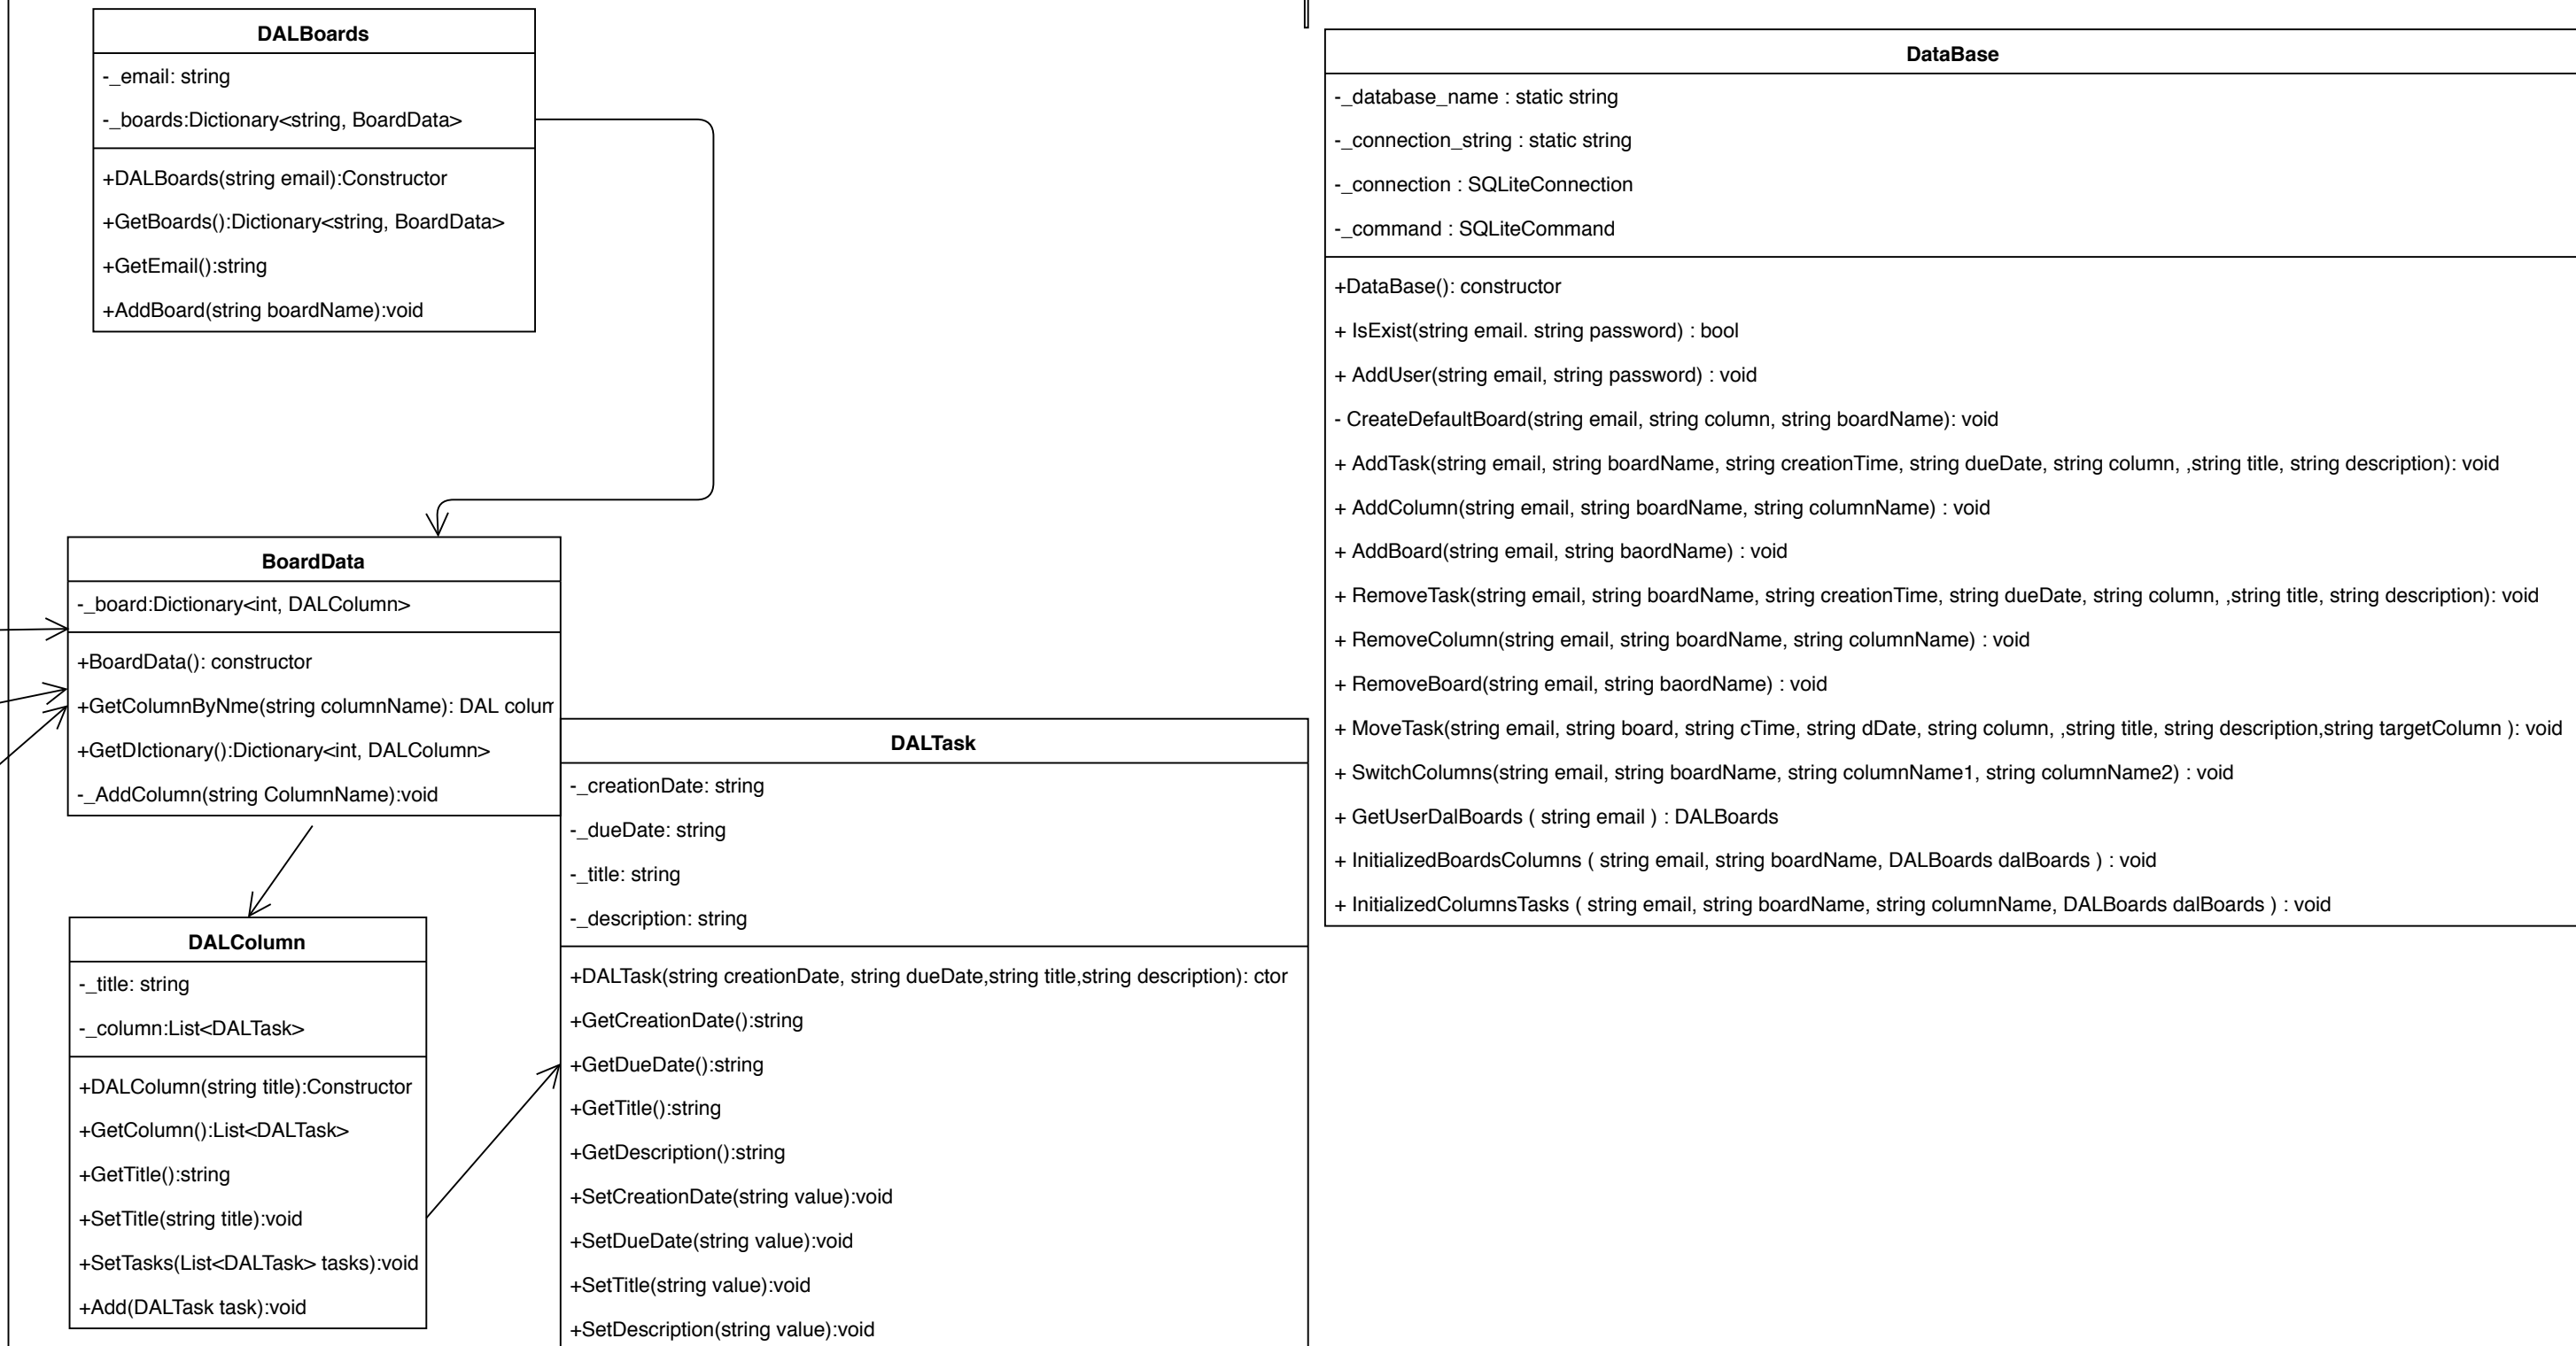 DALBoards
-_email: string
-_boards:Dictionary<string, BoardData>
+DALBoards(string email):Constructor
+GetBoards():Dictionary<string, BoardData>
+GetEmail():string
+AddBoard(string boardName):void
BoardData
-_board:Dictionary<int, DALColumn>
+BoardData(): constructor
+GetColumnByNme(string columnName): DAL colum
+GetDIctionary():Dictionary<int, DALColumn>
-_AddColumn(string ColumnName):void
DALColumn
-_title: string
-_column:List<DALTask>
+DALColumn(string title):Constructor
+GetColumn():List<DALTask>
+GetTitle():string
+SetTitle(string title):void
+SetTasks(List<DALTask> tasks):void
+Add(DALTask task):void
DALTask
-_creationDate: string
-_dueDate: string
-_title: string
-_description: string
+DALTask(string creationDate, string dueDate,string title,string description): ctor
+GetCreationDate():string
+GetDueDate():string
+GetTitle():string
+GetDescription():string
+SetCreationDate(string value):void
+SetDueDate(string value):void
+SetTitle(string value):void
+SetDescription(string value):void
DataBase
-_database_name : static string
-_connection_string : static string
-_connection : SQLiteConnection
-_command : SQLiteCommand
+DataBase(): constructor
+ IsExist(string email. string password) : bool
+ AddUser(string email, string password) : void
- CreateDefaultBoard(string email, string column, string boardName): void
+ AddTask(string email, string boardName, string creationTime, string dueDate, string column, ,string title, string description): void
+ AddColumn(string email, string boardName, string columnName) : void
+ AddBoard(string email, string baordName) : void
+ RemoveTask(string email, string boardName, string creationTime, string dueDate, string column, ,string title, string description): void
+ RemoveColumn(string email, string boardName, string columnName) : void
+ RemoveBoard(string email, string baordName) : void
+ MoveTask(string email, string board, string cTime, string dDate, string column, ,string title, string description,string targetColumn ): void
+ SwitchColumns(string email, string boardName, string columnName1, string columnName2) : void
+ GetUserDalBoards ( string email ) : DALBoards
+ InitializedBoardsColumns ( string email, string boardName, DALBoards dalBoards ) : void
+ InitializedColumnsTasks ( string email, string boardName, string columnName, DALBoards dalBoards ) : void